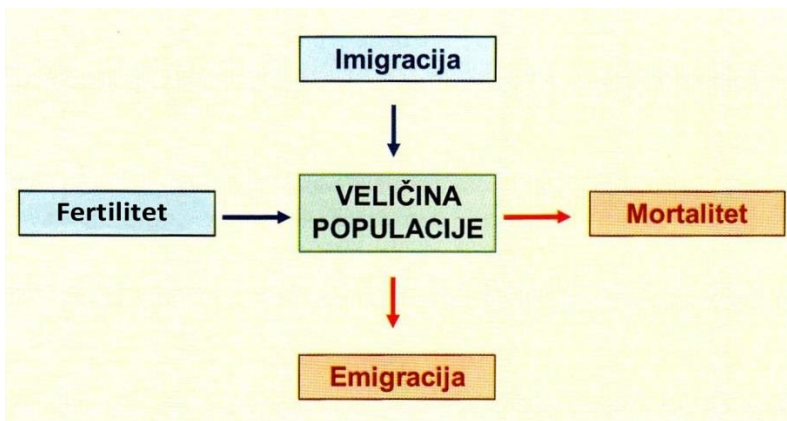 Imigracija
Fertilitet
VELIČINA
POPULACIJE
Mortalitet
Emigracija